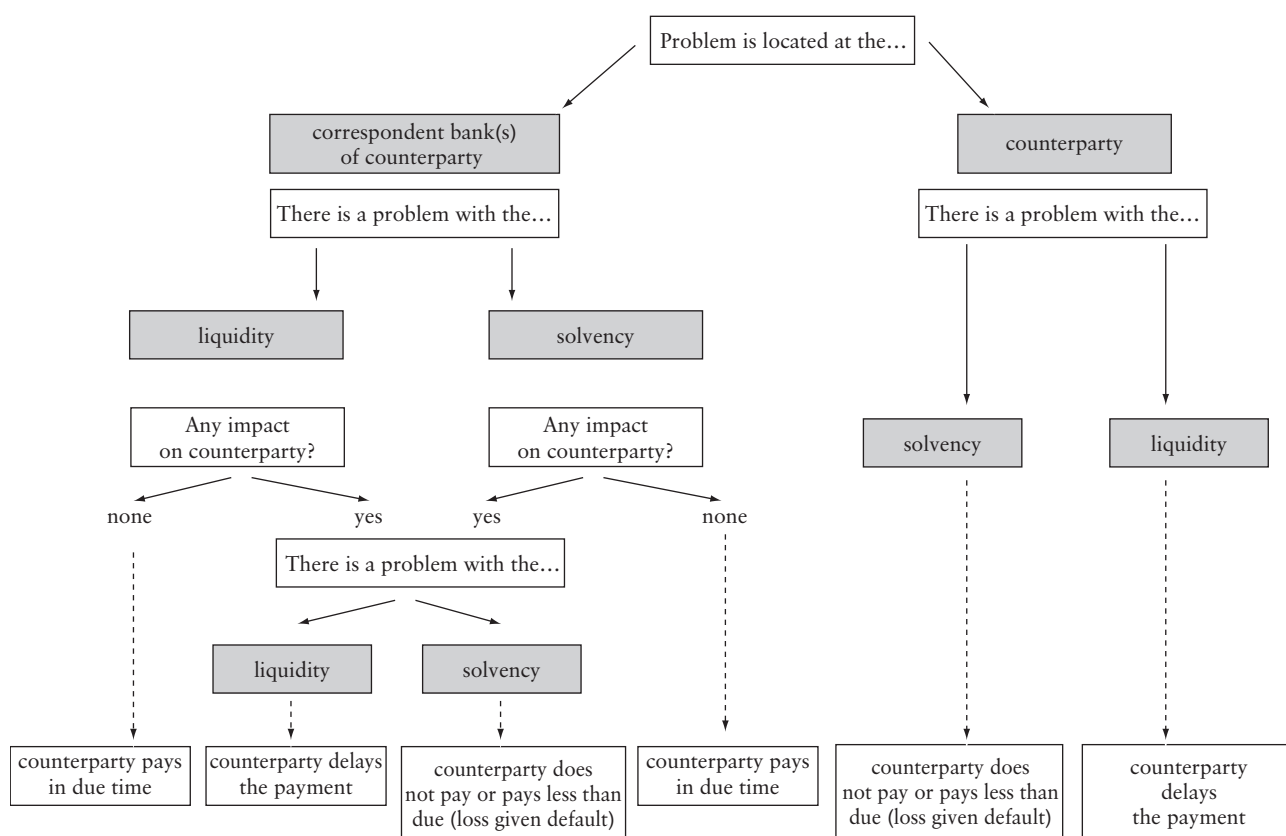 Problem is located at the…
correspondent bank(s)
of counterparty
counterparty
There is a problem with the…
There is a problem with the…
liquidity
solvency
Any impact
on counterparty?
Any impact
on counterparty?
solvency
liquidity
none
yes
yes
none
There is a problem with the…
liquidity
solvency
counterparty pays
in due time
counterparty delays
the payment
counterparty does
not pay or pays less than
due (loss given default)
counterparty pays
in due time
counterparty does
not pay or pays less than
due (loss given default)
counterparty
delays
the payment